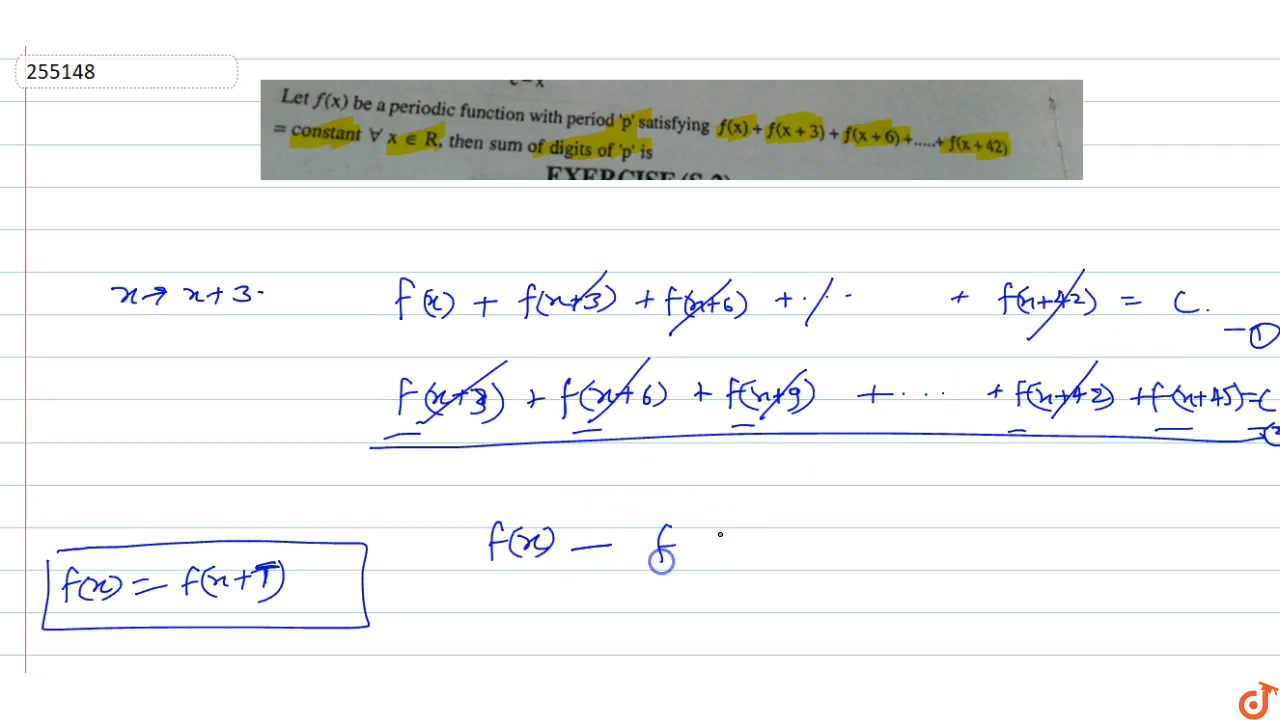 255148
Let f(x) be a periodic function with period 'p' satisfying f(x) + f(x + 3) + f(x + 6) +.....+ f(x + 42)
= constant ∀ x ∈ R, then sum of digits of 'p' is
x → x + 3.
f(x) + f(x+3) + f(x+6) + ... + f(x+42) = C. —①
f(x+3) + f(x+6) + f(x+9) + ... + f(x+42) + f(x+45) = C
f(x) — f
f(x) = f(x+T)